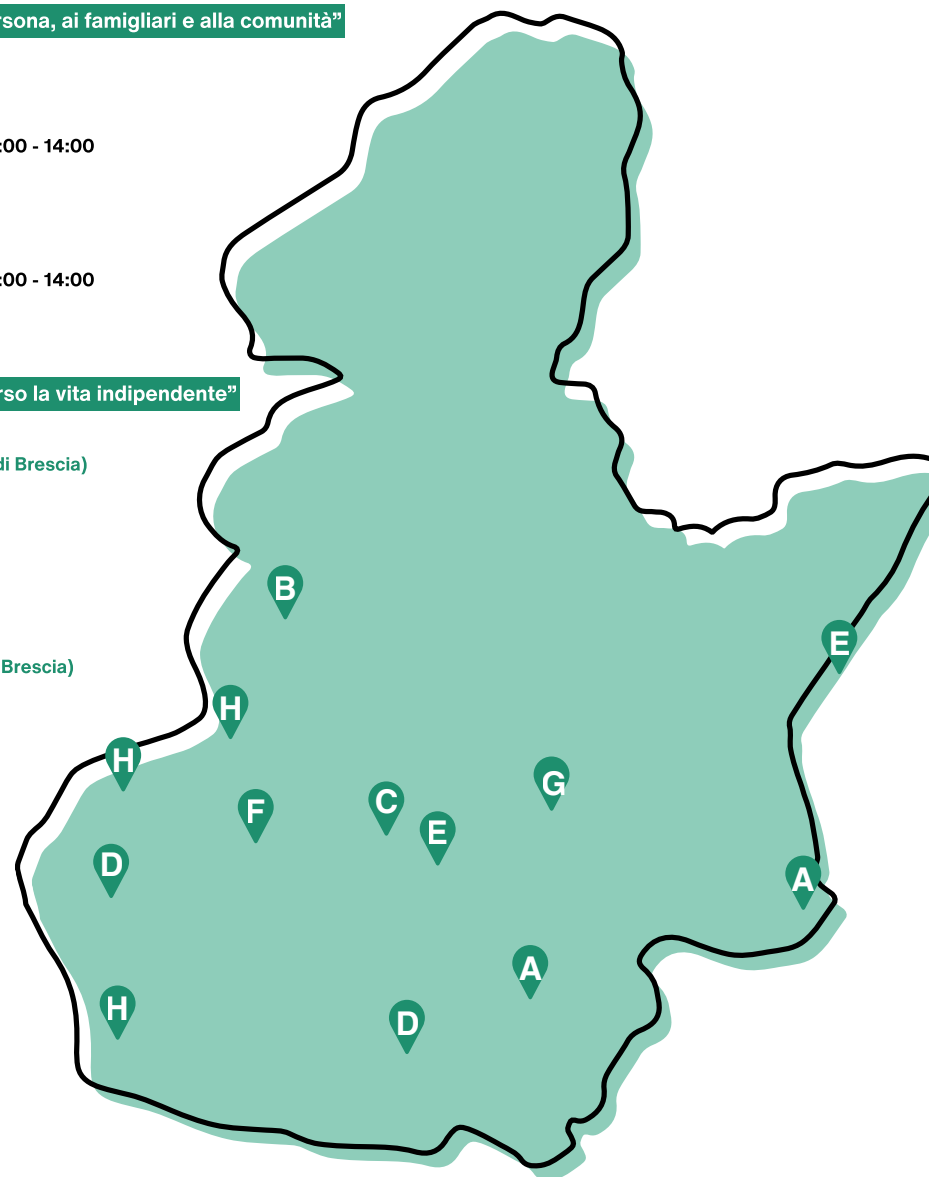 rsona, ai famigliari e alla comunità”
:00 - 14:00
:00 - 14:00
rso la vita indipendente”
di Brescia)
B
E
Brescia)
H
H
G
C
F
E
D
A
A
H
D